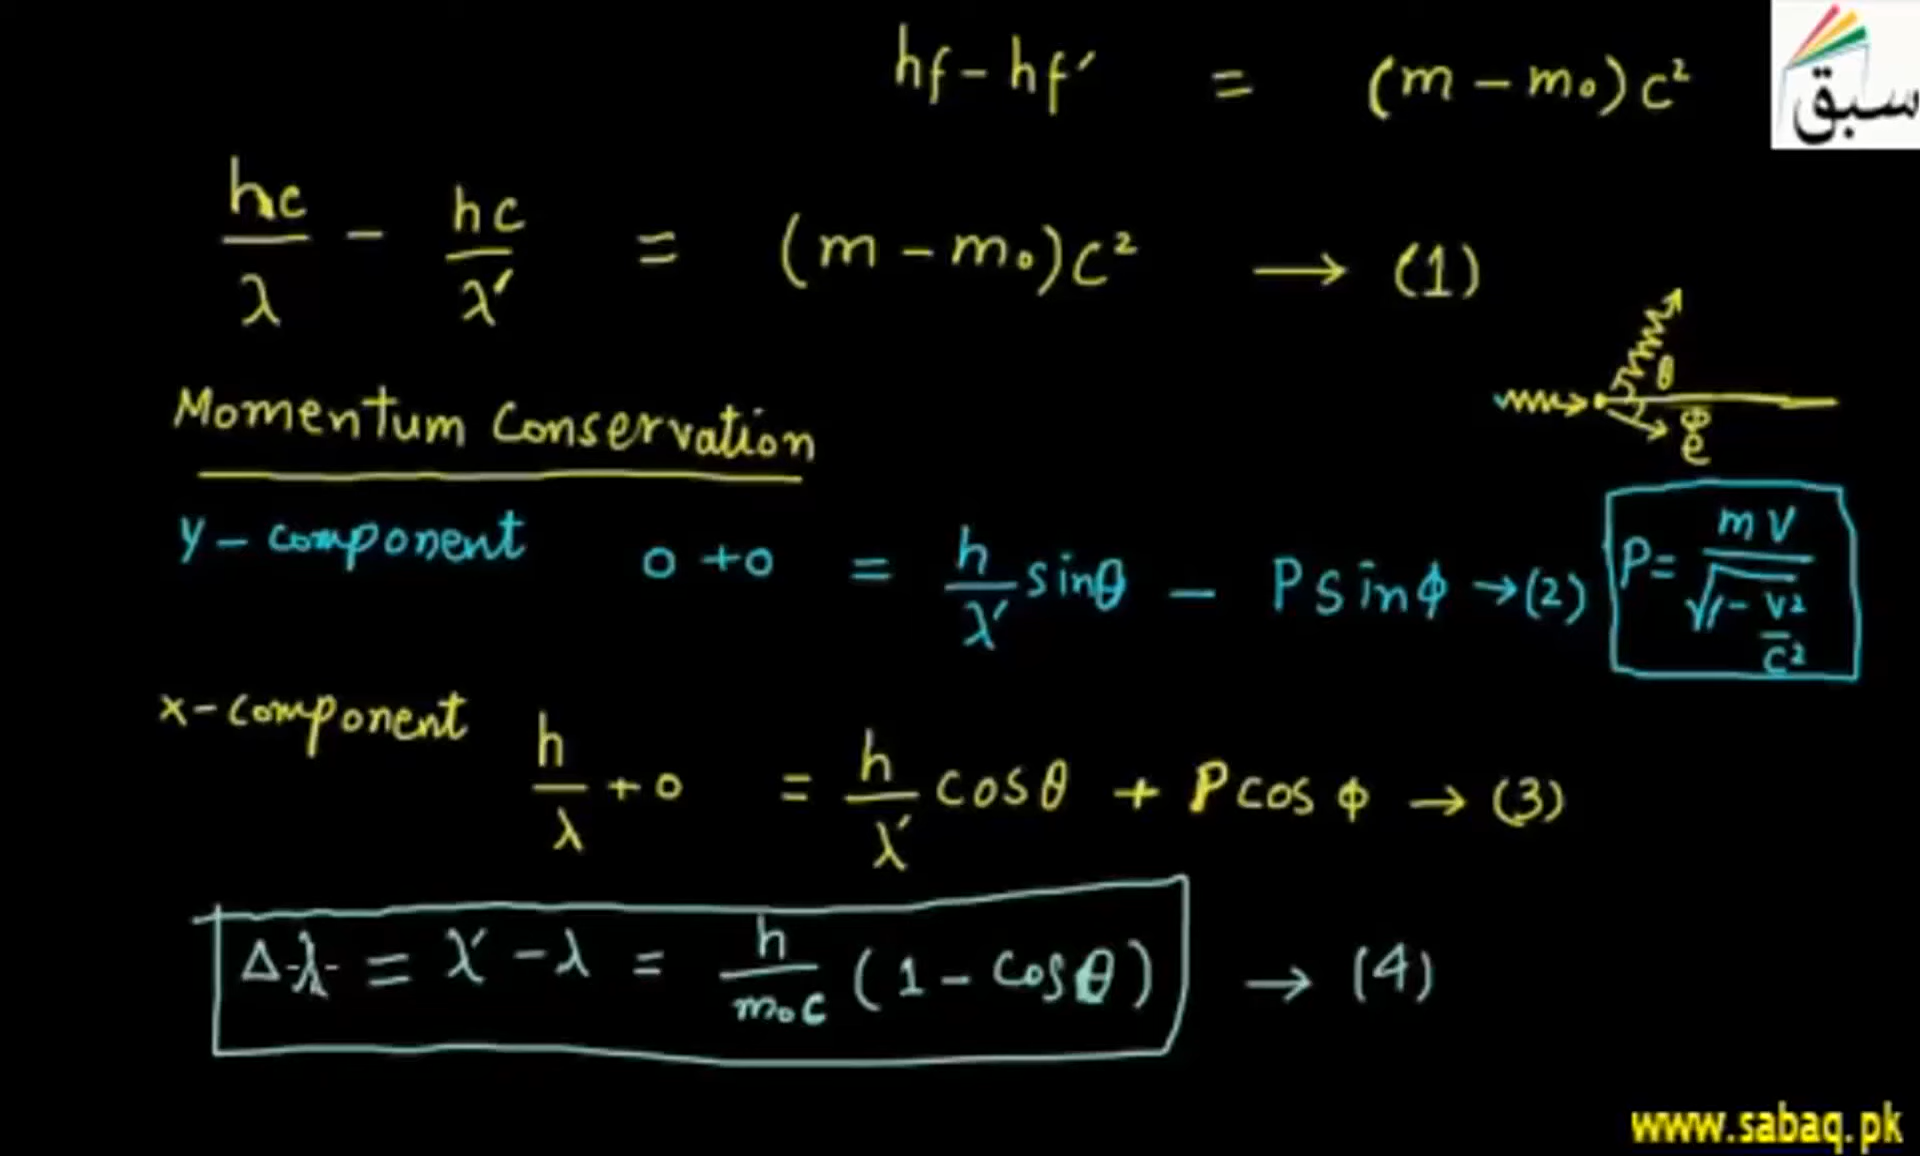 hf - hf′ = (m - m₀)c²
سبق
hc/λ - hc/λ′ = (m - m₀)c² → (1)
θ
Momentum Conservation
ϕ
e
y - component 0 + 0 = h/λ′ sinθ - P sinϕ → (2)
P = mv/√1 - v²/c²
x - component h/λ + 0 = h/λ′ cosθ + P cosϕ → (3)
Δλ = λ′ - λ = h/m₀c (1 - cosθ) → (4)
www.sabaq.pk